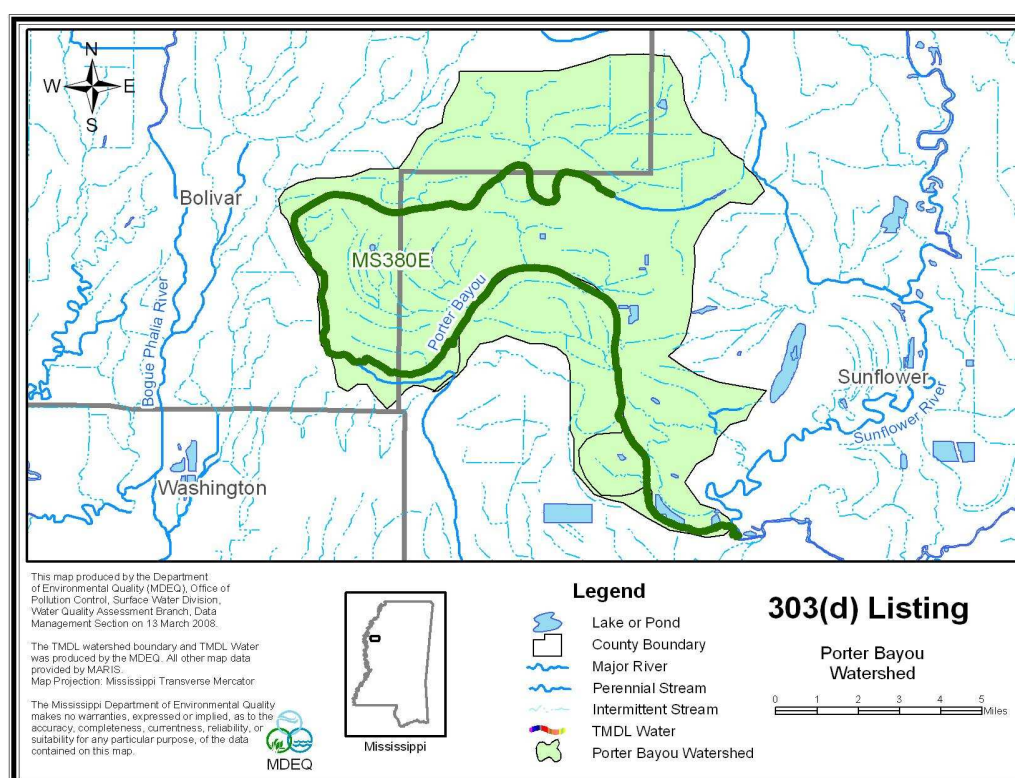 N
W E
S
Bolivar
MS380E
Porter Bayou
Bogue Phalia River
Sunflower
Sunflower River
Washington
This map produced by the Department
of Environmental Quality (MDEQ), Office of
Pollution Control, Surface Water Division,
Water Quality Assessment Branch, Data
Management Section on 13 March 2008.
The TMDL watershed boundary and TMDL Water
was produced by the MDEQ. All other map data
provided by MARIS.
Map Projection: Mississippi Transverse Mercator
The Mississippi Department of Environmental Quality
makes no warranties, expressed or implied, as to the
accuracy, completeness, currentness, reliability, or
suitability for any particular purpose, of the data
contained on this map.
MDEQ
Mississippi
Legend
Lake or Pond
County Boundary
Major River
Perennial Stream
Intermittent Stream
TMDL Water
Porter Bayou Watershed
303(d) Listing
Porter Bayou
Watershed
0 1 2 3 4 5
Miles